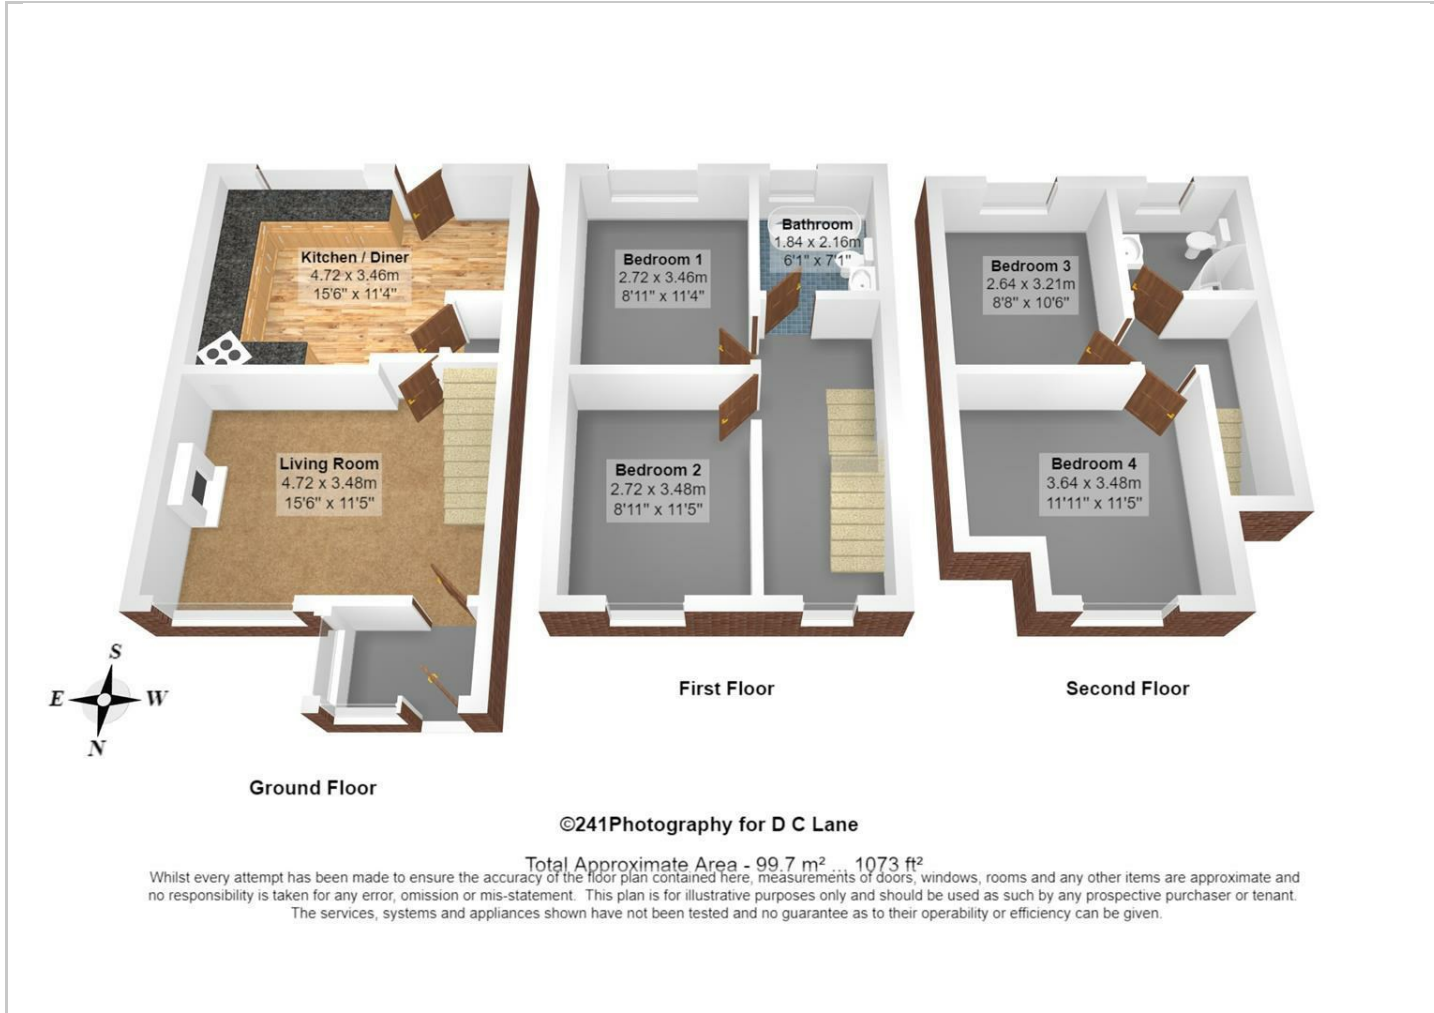 Kitchen / Diner
4.72 x 3.46m
15'6" x 11'4"
Living Room
4.72 x 3.48m
15'6" x 11'5"
Bedroom 1
2.72 x 3.46m
8'11" x 11'4"
Bathroom
1.84 x 2.16m
6'1" x 7'1"
Bedroom 2
2.72 x 3.48m
8'11" x 11'5"
Bedroom 3
2.64 x 3.21m
8'8" x 10'6"
Bedroom 4
3.64 x 3.48m
11'11" x 11'5"
S
E W
N
Ground Floor
First Floor
Second Floor
©241Photography for D C Lane
Total Approximate Area - 99.7 m² ... 1073 ft²
Whilst every attempt has been made to ensure the accuracy of the floor plan contained here, measurements of doors, windows, rooms and any other items are approximate and
no responsibility is taken for any error, omission or mis-statement. This plan is for illustrative purposes only and should be used as such by any prospective purchaser or tenant.
The services, systems and appliances shown have not been tested and no guarantee as to their operability or efficiency can be given.